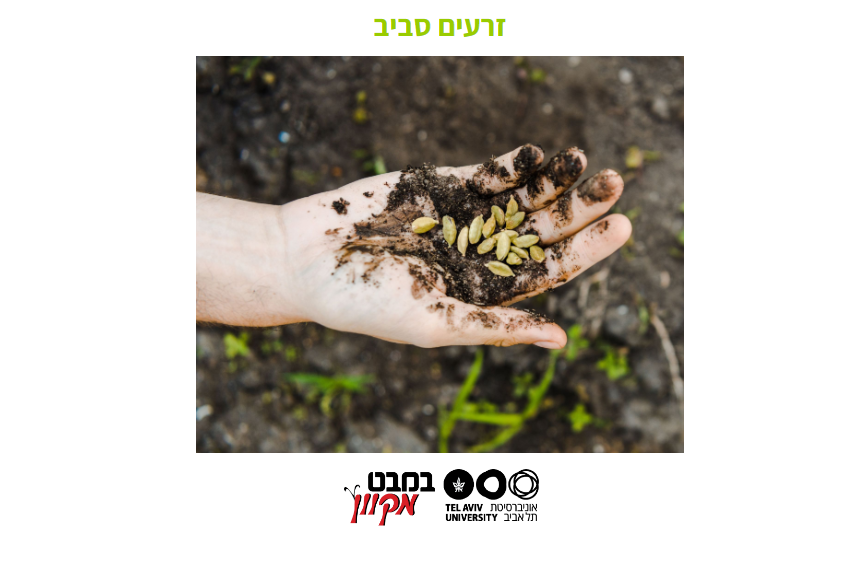 זרעים סביב
במבט
מקוון
אוניברסיטת
תל אביב
TEL AVIV
UNIVERSITY